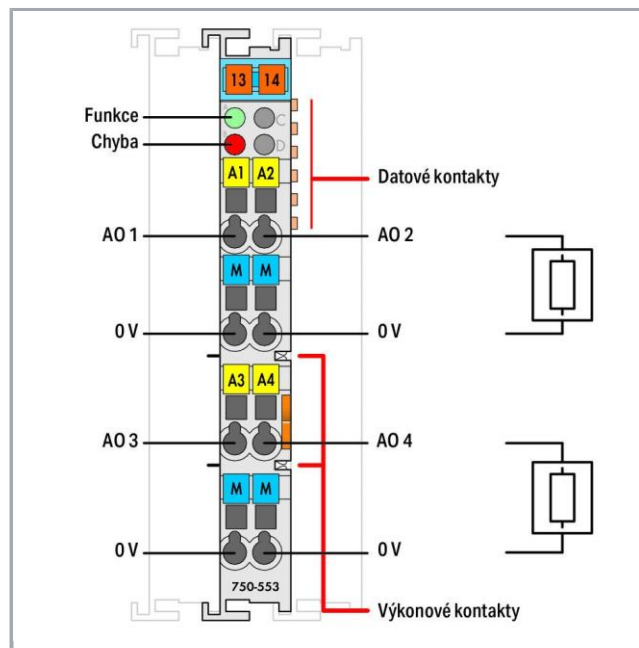 13 14
Funkce
A C
Chyba
B D
A1 A2
Datové kontakty
AO 1
AO 2
M M
0 V
0 V
A3 A4
AO 3
AO 4
M M
0 V
0 V
750-553
Výkonové kontakty